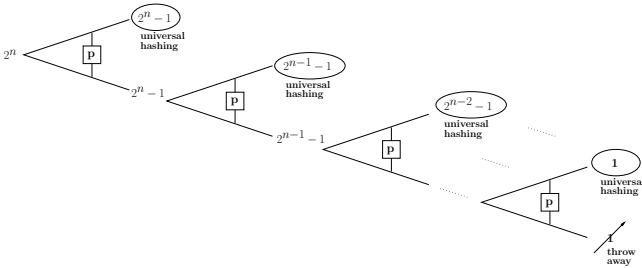 2^n
p
2^n − 1
universal
hashing
2^n − 1
p
2^{n−1} − 1
universal
hashing
2^{n−1} − 1
p
2^{n−2} − 1
universal
hashing
p
1
universa
hashing
1
throw
away